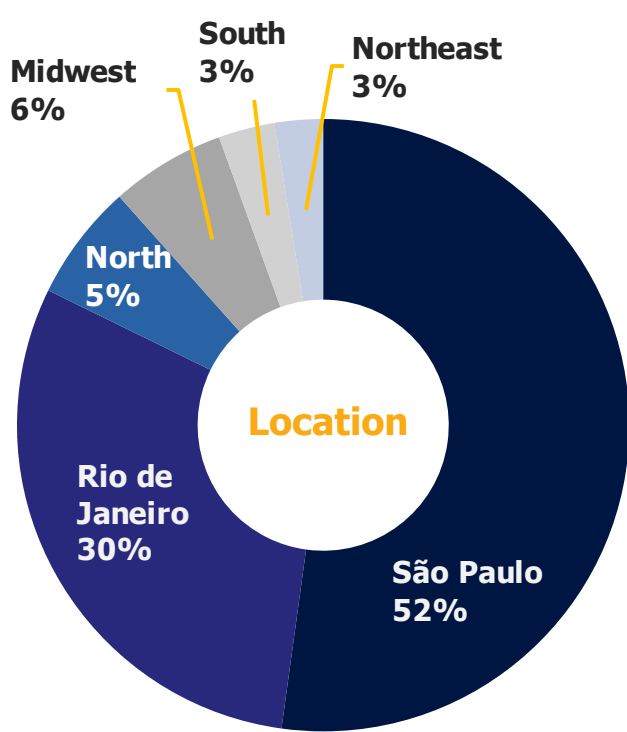 South
3%
Northeast
3%
Midwest
6%
North
5%
Location
Rio de
Janeiro
30%
São Paulo
52%